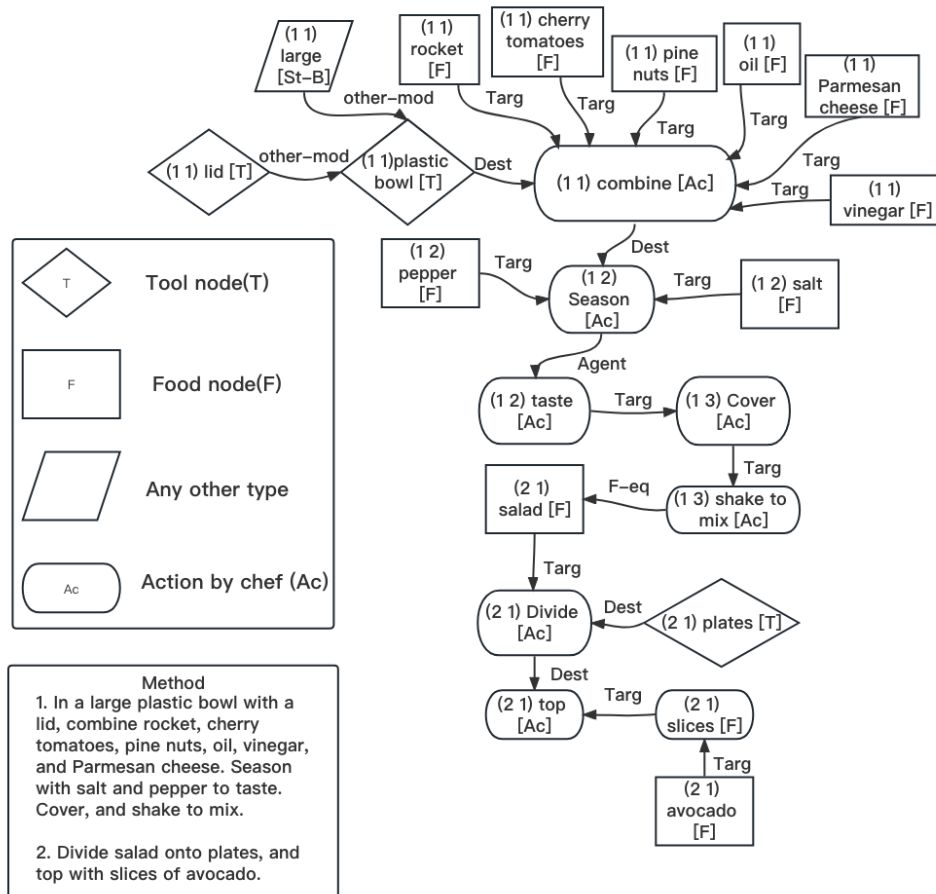 (1 1)
large
[St-B]
(1 1)
rocket
[F]
(1 1) cherry
tomatoes
[F]
(1 1) pine
nuts [F]
(1 1)
oil [F]
(1 1)
Parmesan
cheese [F]
other-mod
Targ
Targ
Targ
Targ
Targ
(1 1) lid [T]
other-mod
(1 1)plastic
bowl [T]
Dest
(1 1) combine [Ac]
Targ
(1 1)
vinegar [F]
Dest
(1 2)
pepper
[F]
Targ
(1 2)
Season
[Ac]
Targ
(1 2) salt
[F]
Agent
(1 2) taste
[Ac]
Targ
(1 3) Cover
[Ac]
Targ
(2 1)
salad [F]
F-eq
(1 3) shake to
mix [Ac]
Targ
(2 1) Divide
[Ac]
Dest
(2 1) plates [T]
Dest
(2 1) top
[Ac]
Targ
(2 1)
slices [F]
Targ
(2 1)
avocado
[F]
T
Tool node(T)
F
Food node(F)
Any other type
Ac
Action by chef (Ac)
Method
1. In a large plastic bowl with a
lid, combine rocket, cherry
tomatoes, pine nuts, oil, vinegar,
and Parmesan cheese. Season
with salt and pepper to taste.
Cover, and shake to mix.
2. Divide salad onto plates, and
top with slices of avocado.